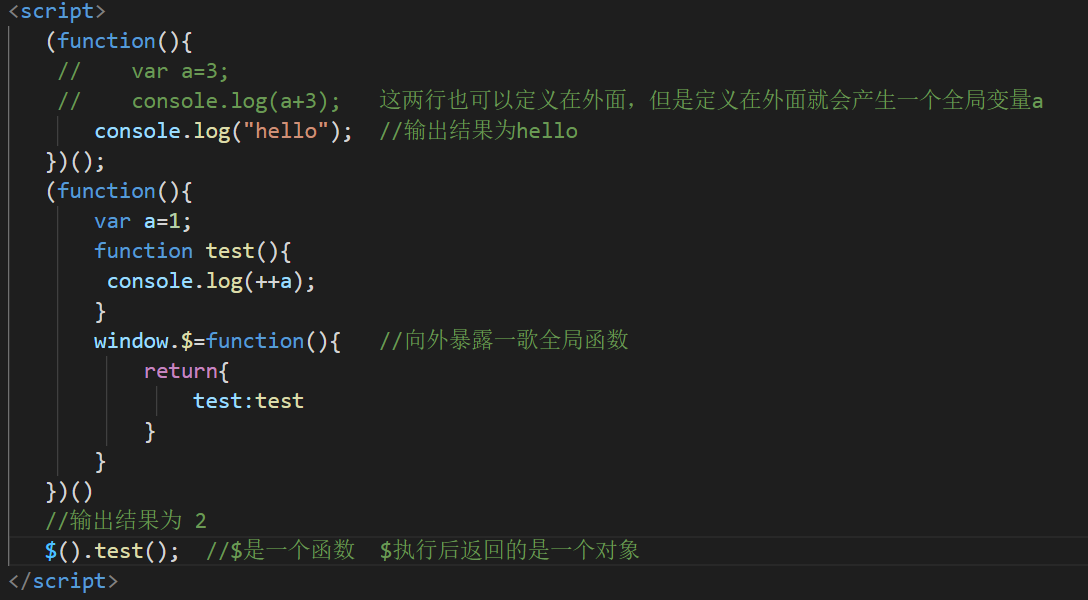 <script>
(function(){
//    var a=3;
//    console.log(a+3);   这两行也可以定义在外面，但是定义在外面就会产生一个全局变量a
console.log("hello");  //输出结果为hello
})();
(function(){
var a=1;
function test(){
console.log(++a);
}
window.$=function(){   //向外暴露一歌全局函数
return{
test:test
}
}
})()
//输出结果为 2
$().test();  //$是一个函数  $执行后返回的是一个对象
</script>